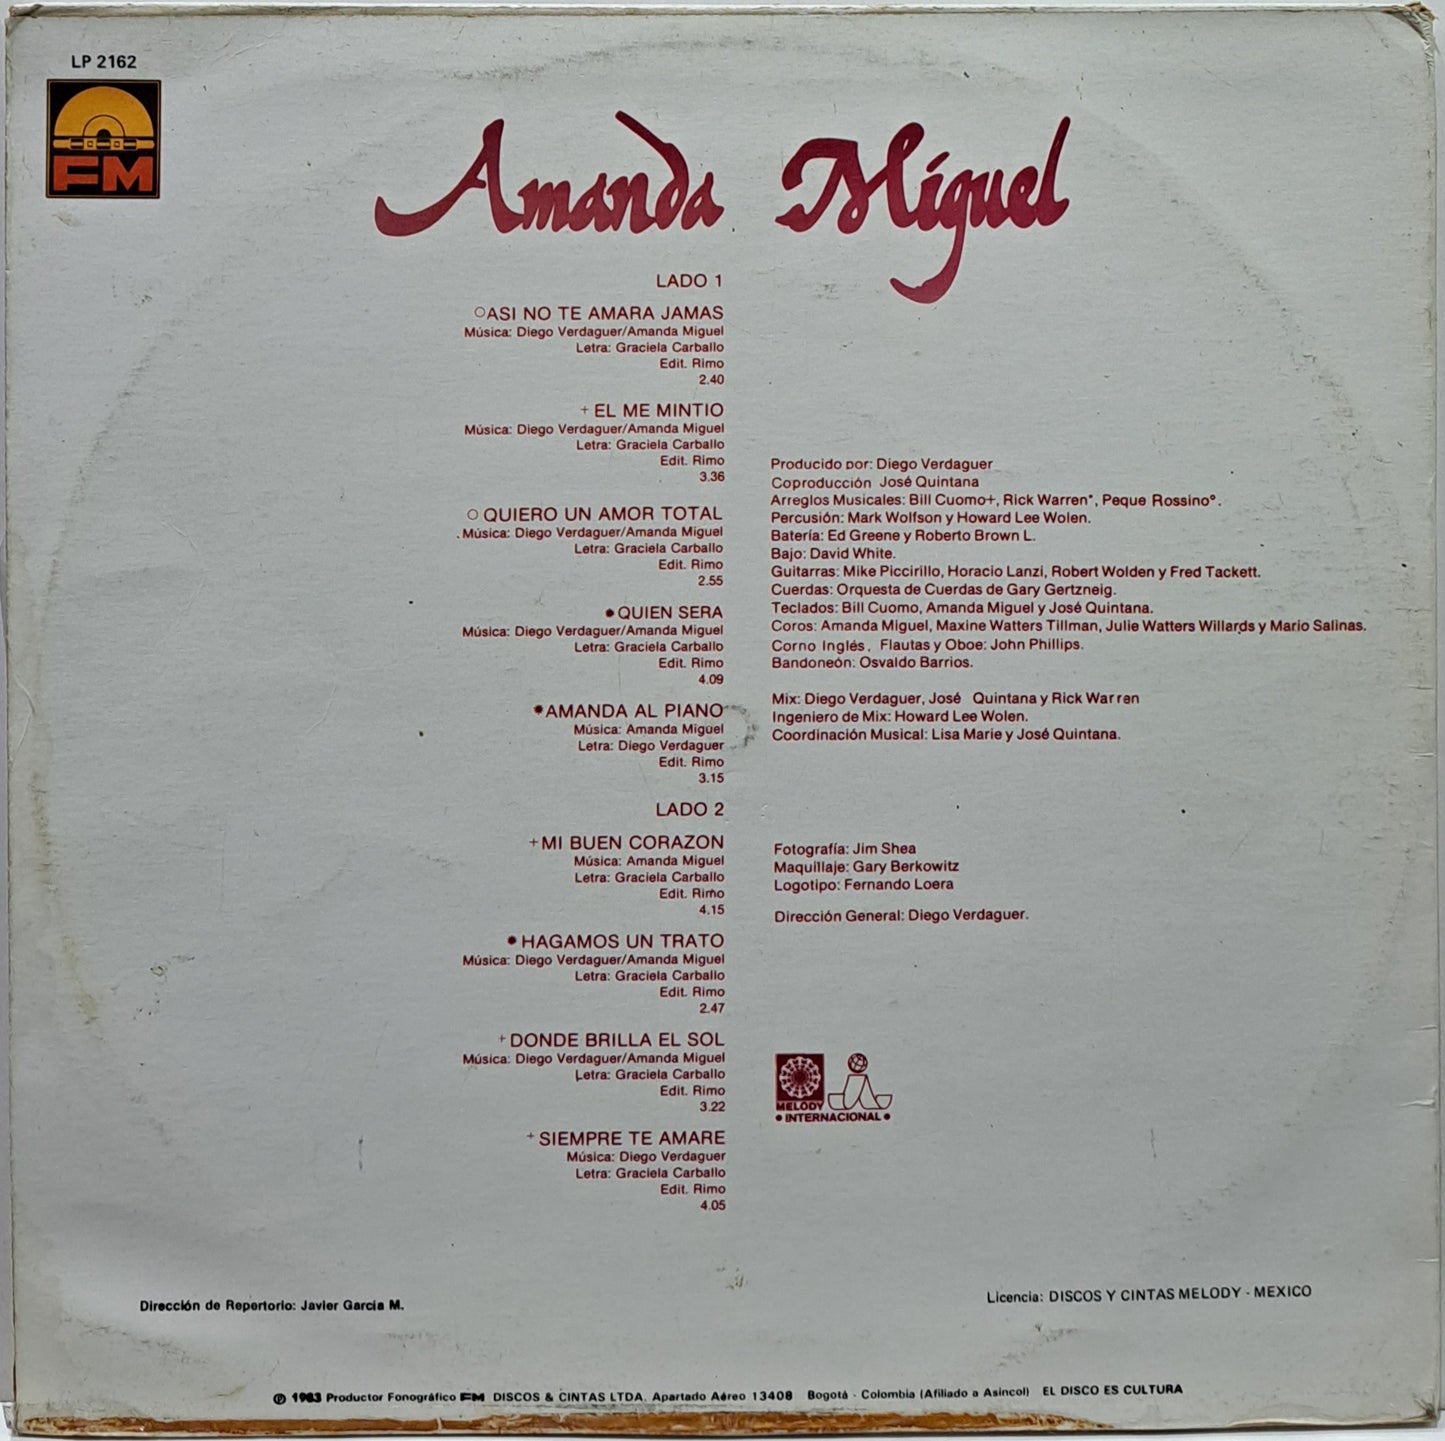 LP 2162
FM
Amanda Miguel
LADO 1
○ASI NO TE AMARA JAMAS
Música: Diego Verdaguer/Amanda Miguel
Letra: Graciela Carballo
Edit. Rimo
2.40
+ EL ME MINTIO
Música: Diego Verdaguer/Amanda Miguel
Letra: Graciela Carballo
Edit. Rimo
3.36
○ QUIERO UN AMOR TOTAL
Música: Diego Verdaguer/Amanda Miguel
Letra: Graciela Carballo
Edit. Rimo
2.55
* QUIEN SERA
Música: Diego Verdaguer/Amanda Miguel
Letra: Graciela Carballo
Edit. Rimo
4.09
*AMANDA AL PIANO
Música: Amanda Miguel
Letra: Diego Verdaguer
Edit. Rimo
3.15
LADO 2
+MI BUEN CORAZON
Música: Amanda Miguel
Letra: Graciela Carballo
Edit. Rimo
4.15
* HAGAMOS UN TRATO
Música: Diego Verdaguer/Amanda Miguel
Letra: Graciela Carballo
Edit. Rimo
2.47
+DONDE BRILLA EL SOL
Música: Diego Verdaguer/Amanda Miguel
Letra: Graciela Carballo
Edit. Rimo
3.22
+SIEMPRE TE AMARE
Música: Diego Verdaguer
Letra: Graciela Carballo
Edit. Rimo
4.05
Producido por: Diego Verdaguer
Coproducción José Quintana
Arreglos Musicales: Bill Cuomo+, Rick Warren*, Peque Rossino°.
Percusión: Mark Wolfson y Howard Lee Wolen.
Batería: Ed Greene y Roberto Brown L.
Bajo: David White.
Guitarras: Mike Piccirillo, Horacio Lanzi, Robert Wolden y Fred Tackett.
Cuerdas: Orquesta de Cuerdas de Gary Gertzneig.
Teclados: Bill Cuomo, Amanda Miguel y José Quintana.
Coros: Amanda Miguel, Maxine Watters Tillman, Julie Watters Willards y Mario Salinas.
Corno Inglés, Flautas y Oboe: John Phillips.
Bandoneón: Osvaldo Barrios.
Mix: Diego Verdaguer, José Quintana y Rick Warren
Ingeniero de Mix: Howard Lee Wolen.
Coordinación Musical: Lisa Marie y José Quintana.
Fotografía: Jim Shea
Maquillaje: Gary Berkowitz
Logotipo: Fernando Loera
Dirección General: Diego Verdaguer.
MELODY
• INTERNACIONAL •
Dirección de Repertorio: Javier García M.
Licencia: DISCOS Y CINTAS MELODY - MEXICO
℗ 1983 Productor Fonográfico FM DISCOS & CINTAS LTDA. Apartado Aéreo 13408 Bogotá - Colombia (Afiliado a Asincol) EL DISCO ES CULTURA